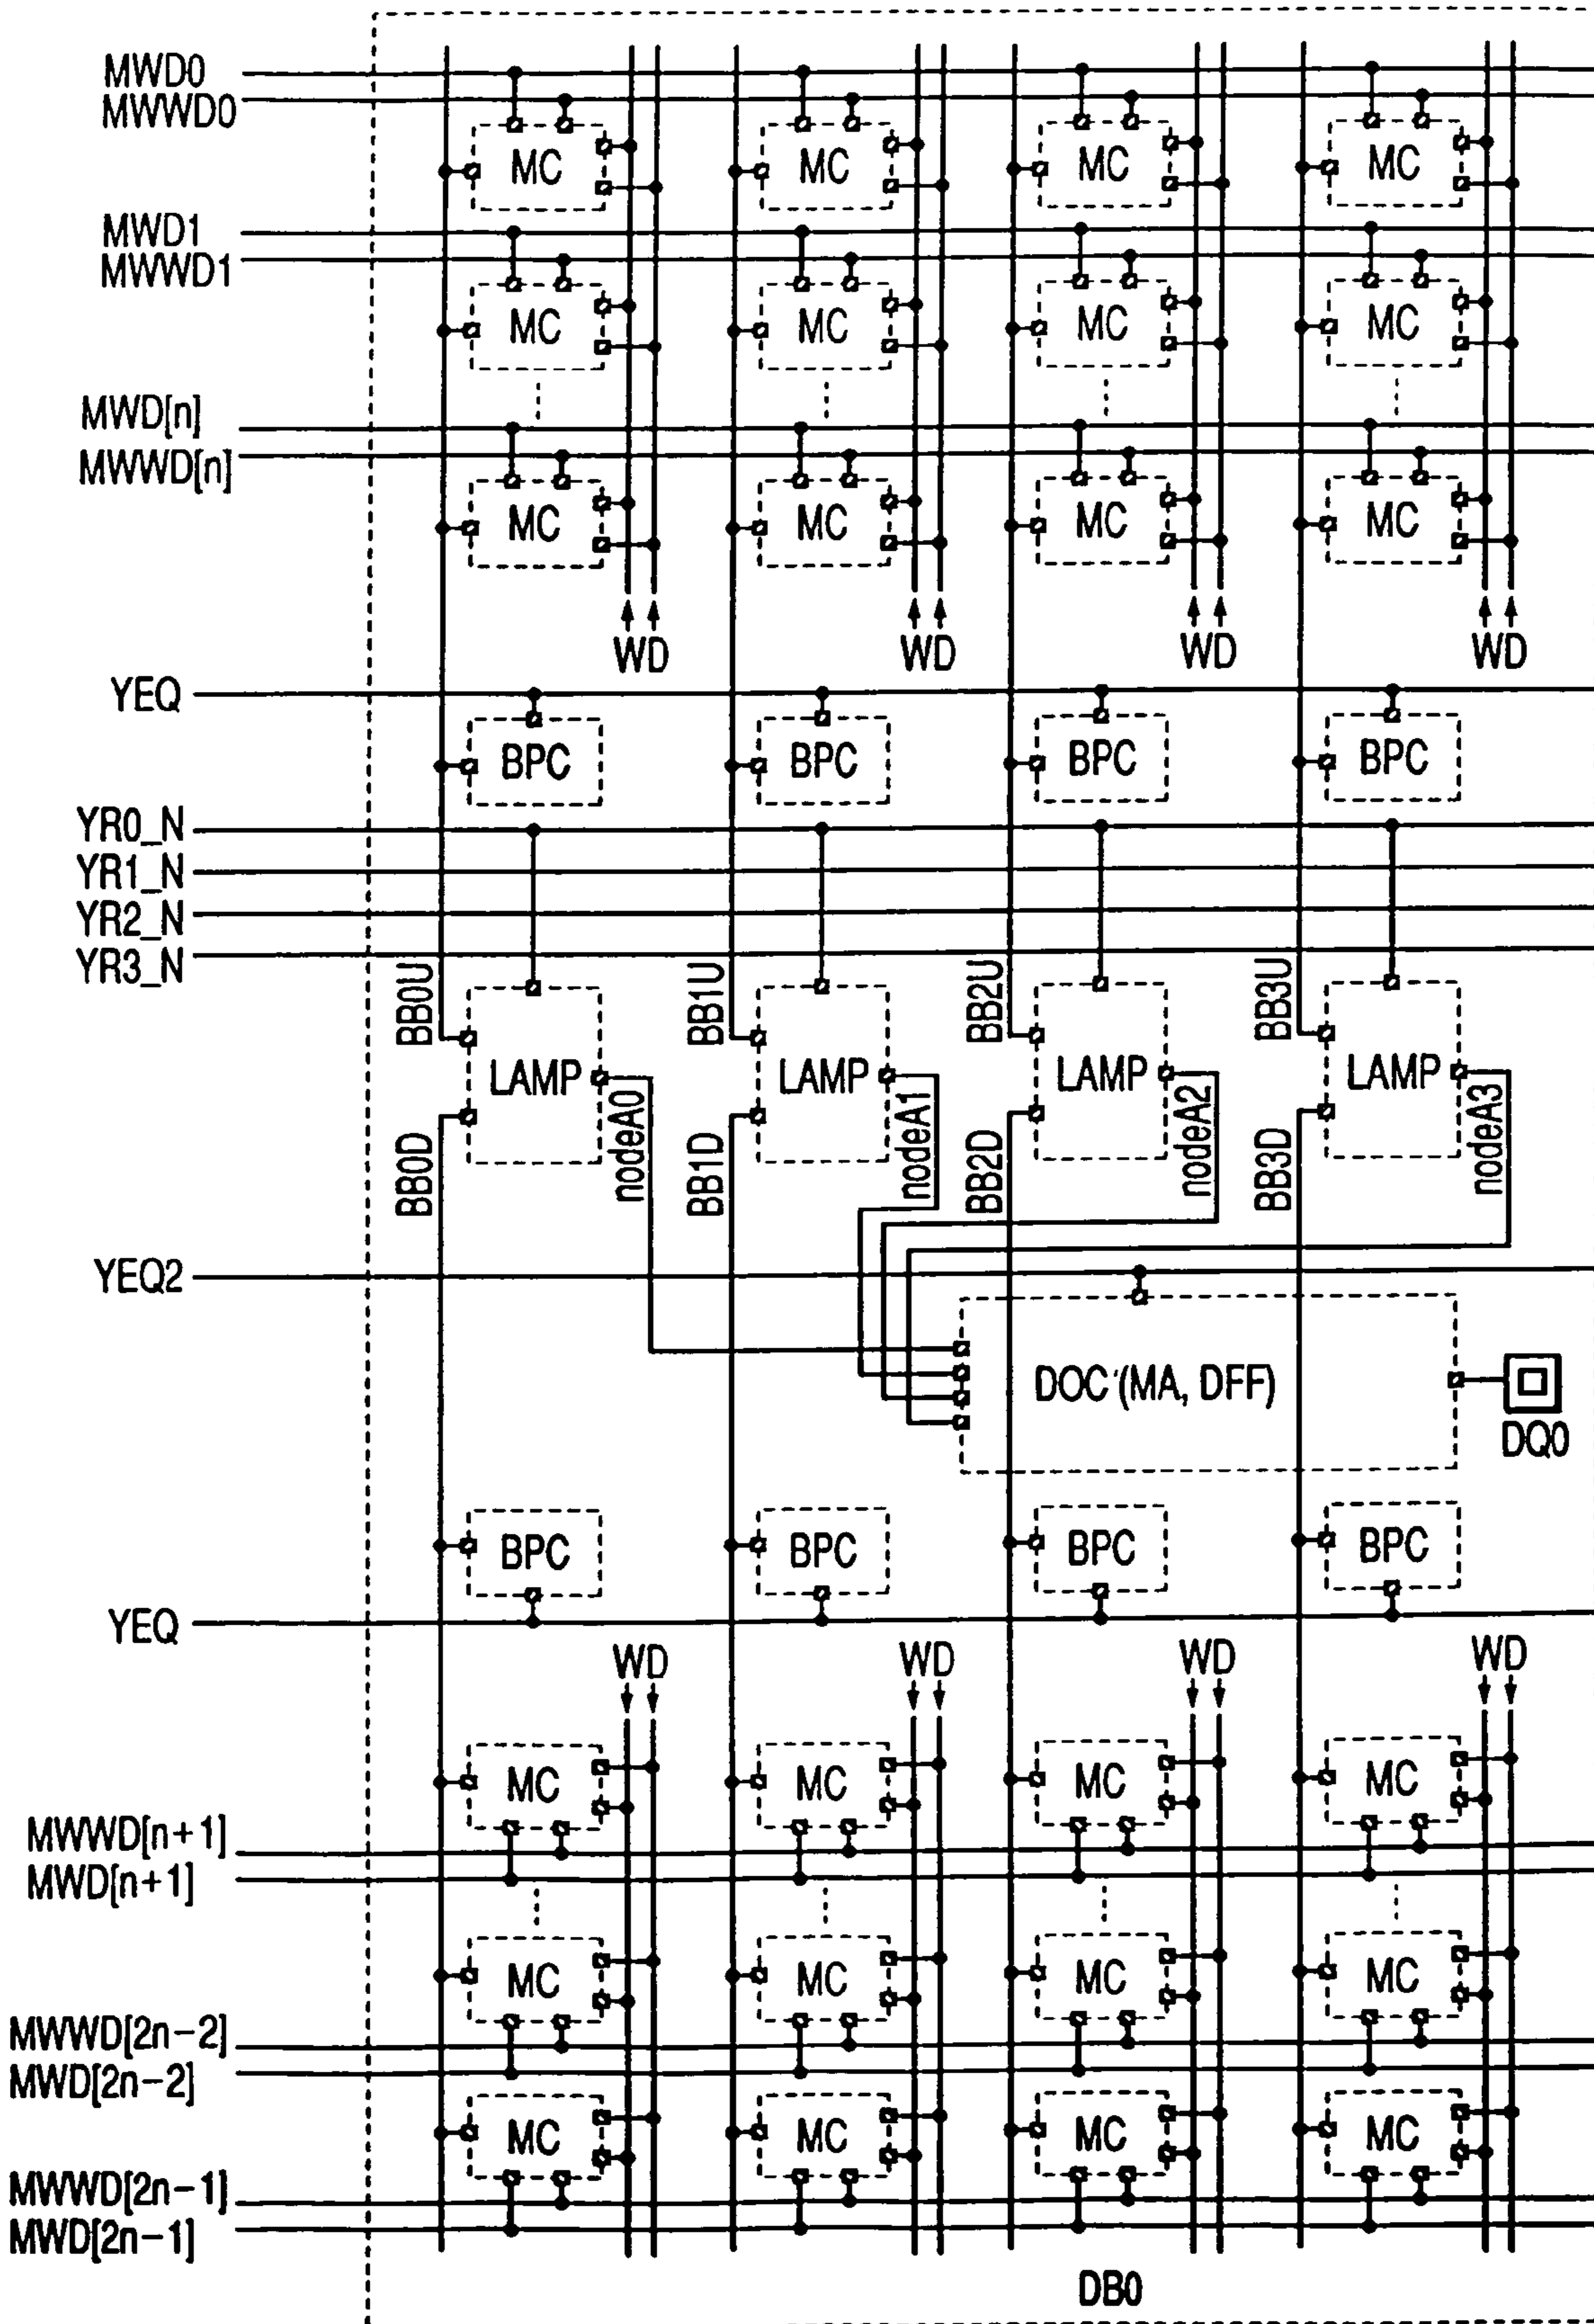 MWD0
MWWD0
MC MC MC MC
MWD1
MWWD1
MC MC MC MC
MWD[n]
MWWD[n]
MC MC MC MC
WD WD WD WD
YEQ
BPC BPC BPC BPC
YR0_N
YR1_N
YR2_N
YR3_N
BB0U BB1U BB2U BB3U
LAMP LAMP LAMP LAMP
nodeA0 nodeA1 nodeA2 nodeA3
BB0D BB1D BB2D BB3D
YEQ2
DOC (MA, DFF)
DQ0
BPC BPC BPC BPC
YEQ
WD WD WD WD
MC MC MC MC
MWWD[n+1]
MWD[n+1]
MC MC MC MC
MWWD[2n-2]
MWD[2n-2]
MC MC MC MC
MWWD[2n-1]
MWD[2n-1]
DB0